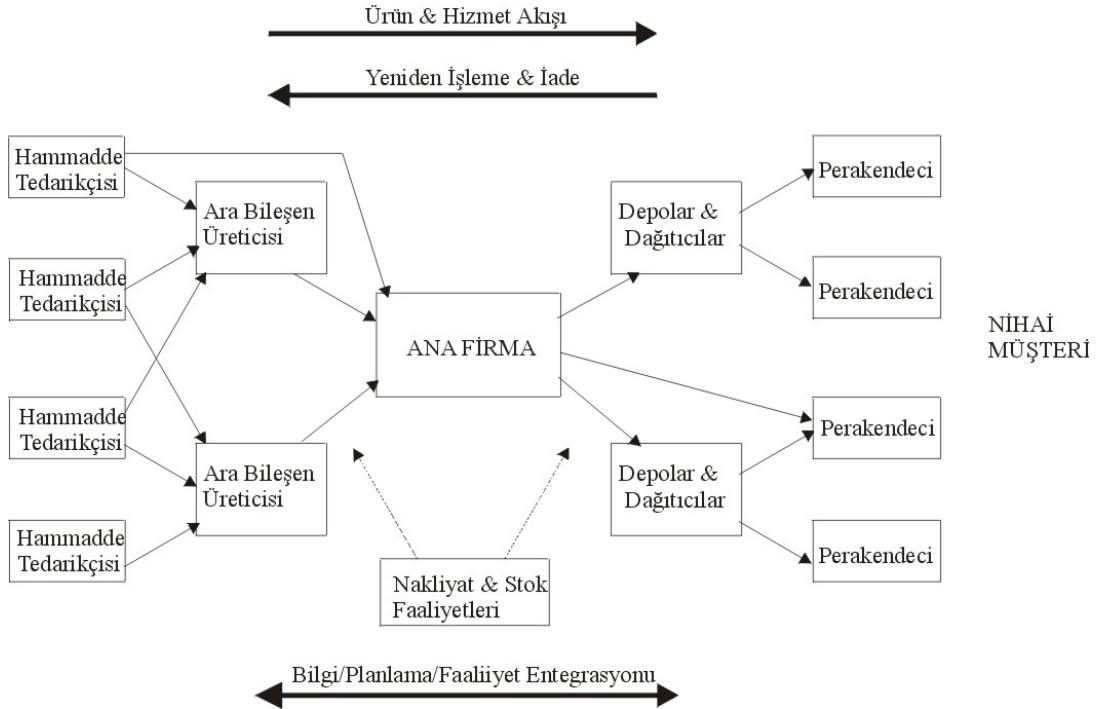 Ürün & Hizmet Akışı
Yeniden İşleme & İade
Hammadde
Tedarikçisi
Hammadde
Tedarikçisi
Hammadde
Tedarikçisi
Hammadde
Tedarikçisi
Ara Bileşen
Üreticisi
Ara Bileşen
Üreticisi
ANA FİRMA
Nakliyat & Stok
Faaliyetleri
Depolar &
Dağıtıcılar
Depolar &
Dağıtıcılar
Perakendeci
Perakendeci
Perakendeci
Perakendeci
NİHAİ
MÜŞTERİ
Bilgi/Planlama/Faaliiyet Entegrasyonu